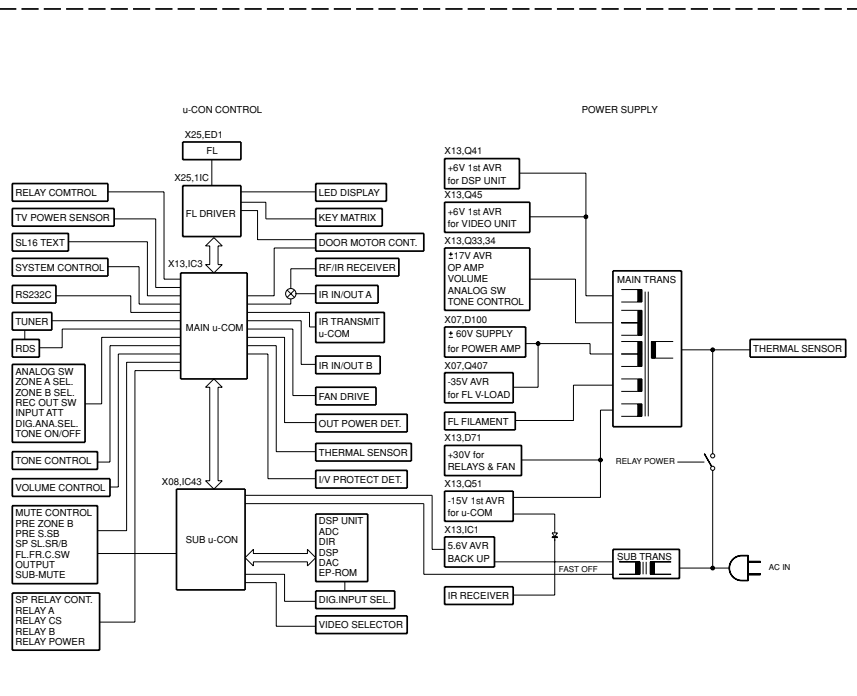 u-CON CONTROL
POWER SUPPLY
X25,ED1
FL
X25,1IC
FL DRIVER
RELAY COMTROL
TV POWER SENSOR
SL16 TEXT
SYSTEM CONTROL
RS232C
TUNER
RDS
ANALOG SW
ZONE A SEL.
ZONE B SEL.
REC OUT SW
INPUT ATT
DIG.ANA.SEL.
TONE ON/OFF
TONE CONTROL
VOLUME CONTROL
MUTE CONTROL
PRE ZONE B
PRE S.SB
SP SL.SR/B
FL.FR.C.SW
OUTPUT
SUB-MUTE
SP RELAY CONT.
RELAY A
RELAY CS
RELAY B
RELAY POWER
X13,IC3
MAIN u-COM
X08,IC43
SUB u-CON
LED DISPLAY
KEY MATRIX
DOOR MOTOR CONT.
RF/IR RECEIVER
IR IN/OUT A
IR TRANSMIT
u-COM
IR IN/OUT B
FAN DRIVE
OUT POWER DET.
THERMAL SENSOR
I/V PROTECT DET.
DSP UNIT
ADC
DIR
DSP
DAC
EP-ROM
DIG.INPUT SEL.
VIDEO SELECTOR
X13,Q41
+6V 1st AVR
for DSP UNIT
X13,Q45
+6V 1st AVR
for VIDEO UNIT
X13,Q33,34
±17V AVR
OP AMP
VOLUME
ANALOG SW
TONE CONTROL
X07,D100
± 60V SUPPLY
for POWER AMP
X07,Q407
-35V AVR
for FL V-LOAD
FL FILAMENT
X13,D71
+30V for
RELAYS & FAN
X13,Q51
-15V 1st AVR
for u-COM
X13,IC1
5.6V AVR
BACK UP
IR RECEIVER
MAIN TRANS
THERMAL SENSOR
RELAY POWER
SUB TRANS
FAST OFF
AC IN